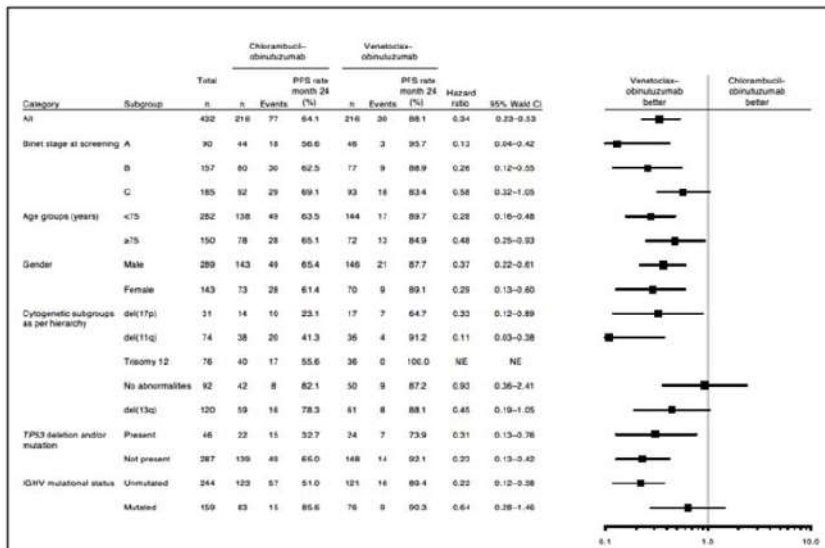 Chlorambucil–obinutuzumab Venetoclax–obinutuzumab
Category Subgroup Total n n Events PFS rate month 24 (%) n Events PFS rate month 24 (%) Hazard ratio 95% Wald CI Venetoclax–obinutuzumab better Chlorambucil–obinutuzumab better
All 432 216 77 64.1 216 30 88.1 0.34 0.23–0.53
Binet stage at screening A 90 44 18 56.6 46 3 95.7 0.13 0.04–0.42
B 157 80 30 62.5 77 9 88.9 0.26 0.12–0.55
C 185 92 29 69.1 93 18 83.4 0.58 0.32–1.05
Age groups (years) <75 282 138 49 63.5 144 17 89.7 0.28 0.16–0.48
≥75 150 78 28 65.1 72 13 84.9 0.48 0.25–0.93
Gender Male 289 143 49 65.4 146 21 87.7 0.37 0.22–0.61
Female 143 73 28 61.4 70 9 89.1 0.29 0.13–0.60
Cytogenetic subgroups as per hierarchy del(17p) 31 14 10 23.1 17 7 64.7 0.33 0.12–0.89
del(11q) 74 38 20 41.3 36 4 91.2 0.11 0.03–0.38
Trisomy 12 76 40 17 55.6 36 0 100.0 NE NE
No abnormalities 92 42 8 82.1 50 9 87.2 0.93 0.36–2.41
del(13q) 120 59 16 78.3 61 8 88.1 0.45 0.19–1.05
TP53 deletion and/or mutation Present 46 22 15 32.7 24 7 73.9 0.31 0.13–0.76
Not present 287 139 49 65.0 148 14 92.1 0.23 0.13–0.42
IGHV mutational status Unmutated 244 123 57 51.0 121 16 89.4 0.22 0.12–0.38
Mutated 159 83 15 85.6 76 9 90.3 0.64 0.28–1.46
0.1 1.0 10.0